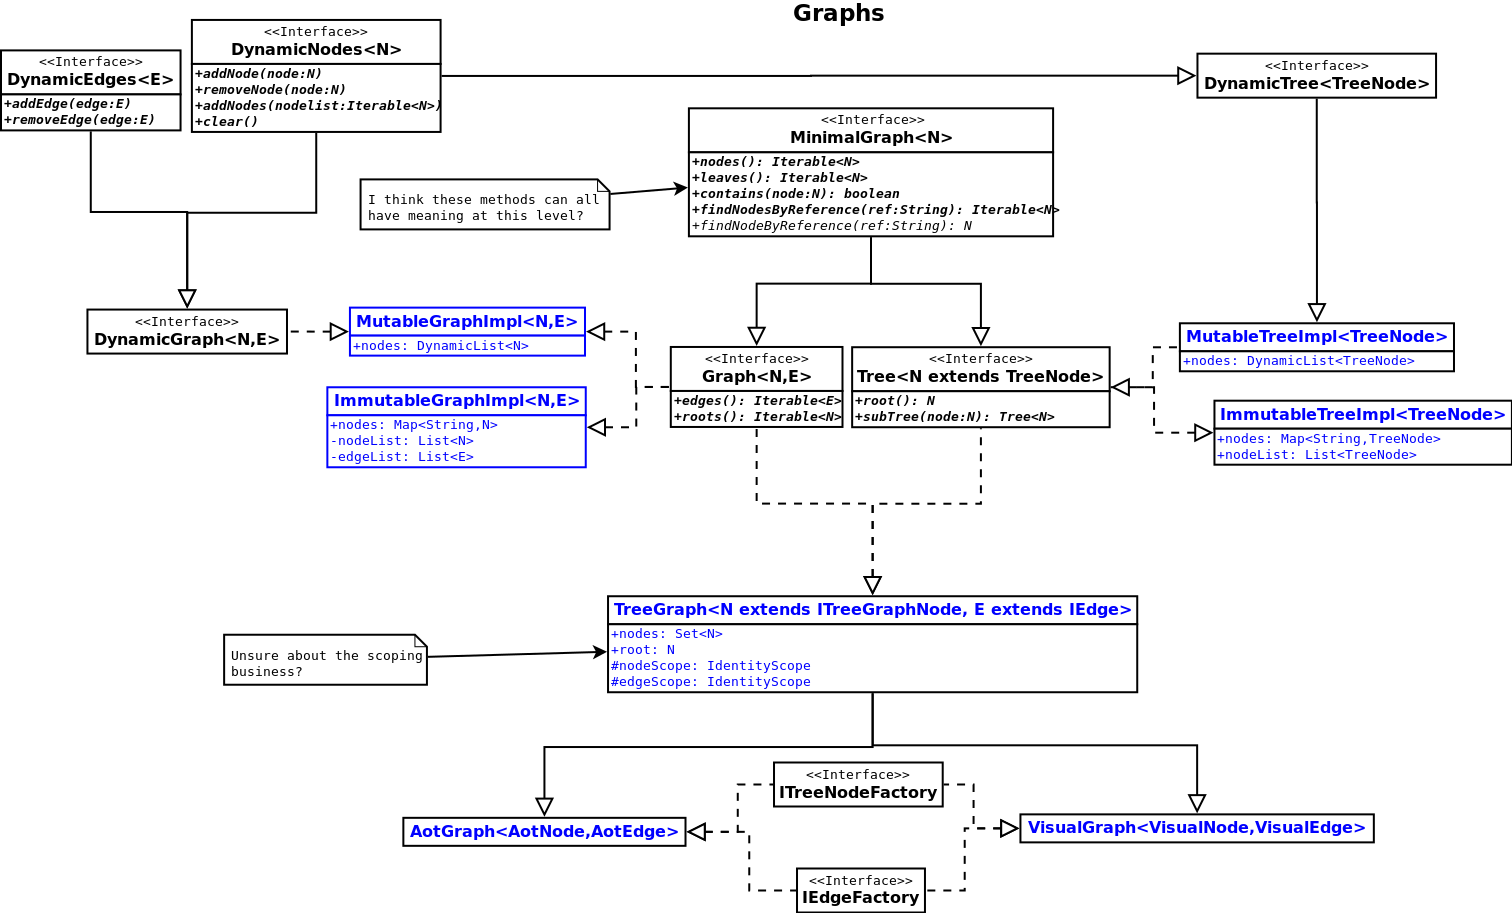 Graphs
<<Interface>>
DynamicEdges<E>
+addEdge(edge:E)
+removeEdge(edge:E)
<<Interface>>
DynamicNodes<N>
+addNode(node:N)
+removeNode(node:N)
+addNodes(nodelist:Iterable<N>)
+clear()
<<Interface>>
DynamicTree<TreeNode>
<<Interface>>
MinimalGraph<N>
+nodes(): Iterable<N>
+leaves(): Iterable<N>
+contains(node:N): boolean
+findNodesByReference(ref:String): Iterable<N>
+findNodeByReference(ref:String): N
I think these methods can all
have meaning at this level?
<<Interface>>
DynamicGraph<N,E>
MutableGraphImpl<N,E>
+nodes: DynamicList<N>
ImmutableGraphImpl<N,E>
+nodes: Map<String,N>
-nodeList: List<N>
-edgeList: List<E>
<<Interface>>
Graph<N,E>
+edges(): Iterable<E>
+roots(): Iterable<N>
<<Interface>>
Tree<N extends TreeNode>
+root(): N
+subTree(node:N): Tree<N>
MutableTreeImpl<TreeNode>
+nodes: DynamicList<TreeNode>
ImmutableTreeImpl<TreeNode>
+nodes: Map<String,TreeNode>
+nodeList: List<TreeNode>
TreeGraph<N extends ITreeGraphNode, E extends IEdge>
+nodes: Set<N>
+root: N
#nodeScope: IdentityScope
#edgeScope: IdentityScope
Unsure about the scoping
business?
<<Interface>>
ITreeNodeFactory
AotGraph<AotNode,AotEdge>
VisualGraph<VisualNode,VisualEdge>
<<Interface>>
IEdgeFactory